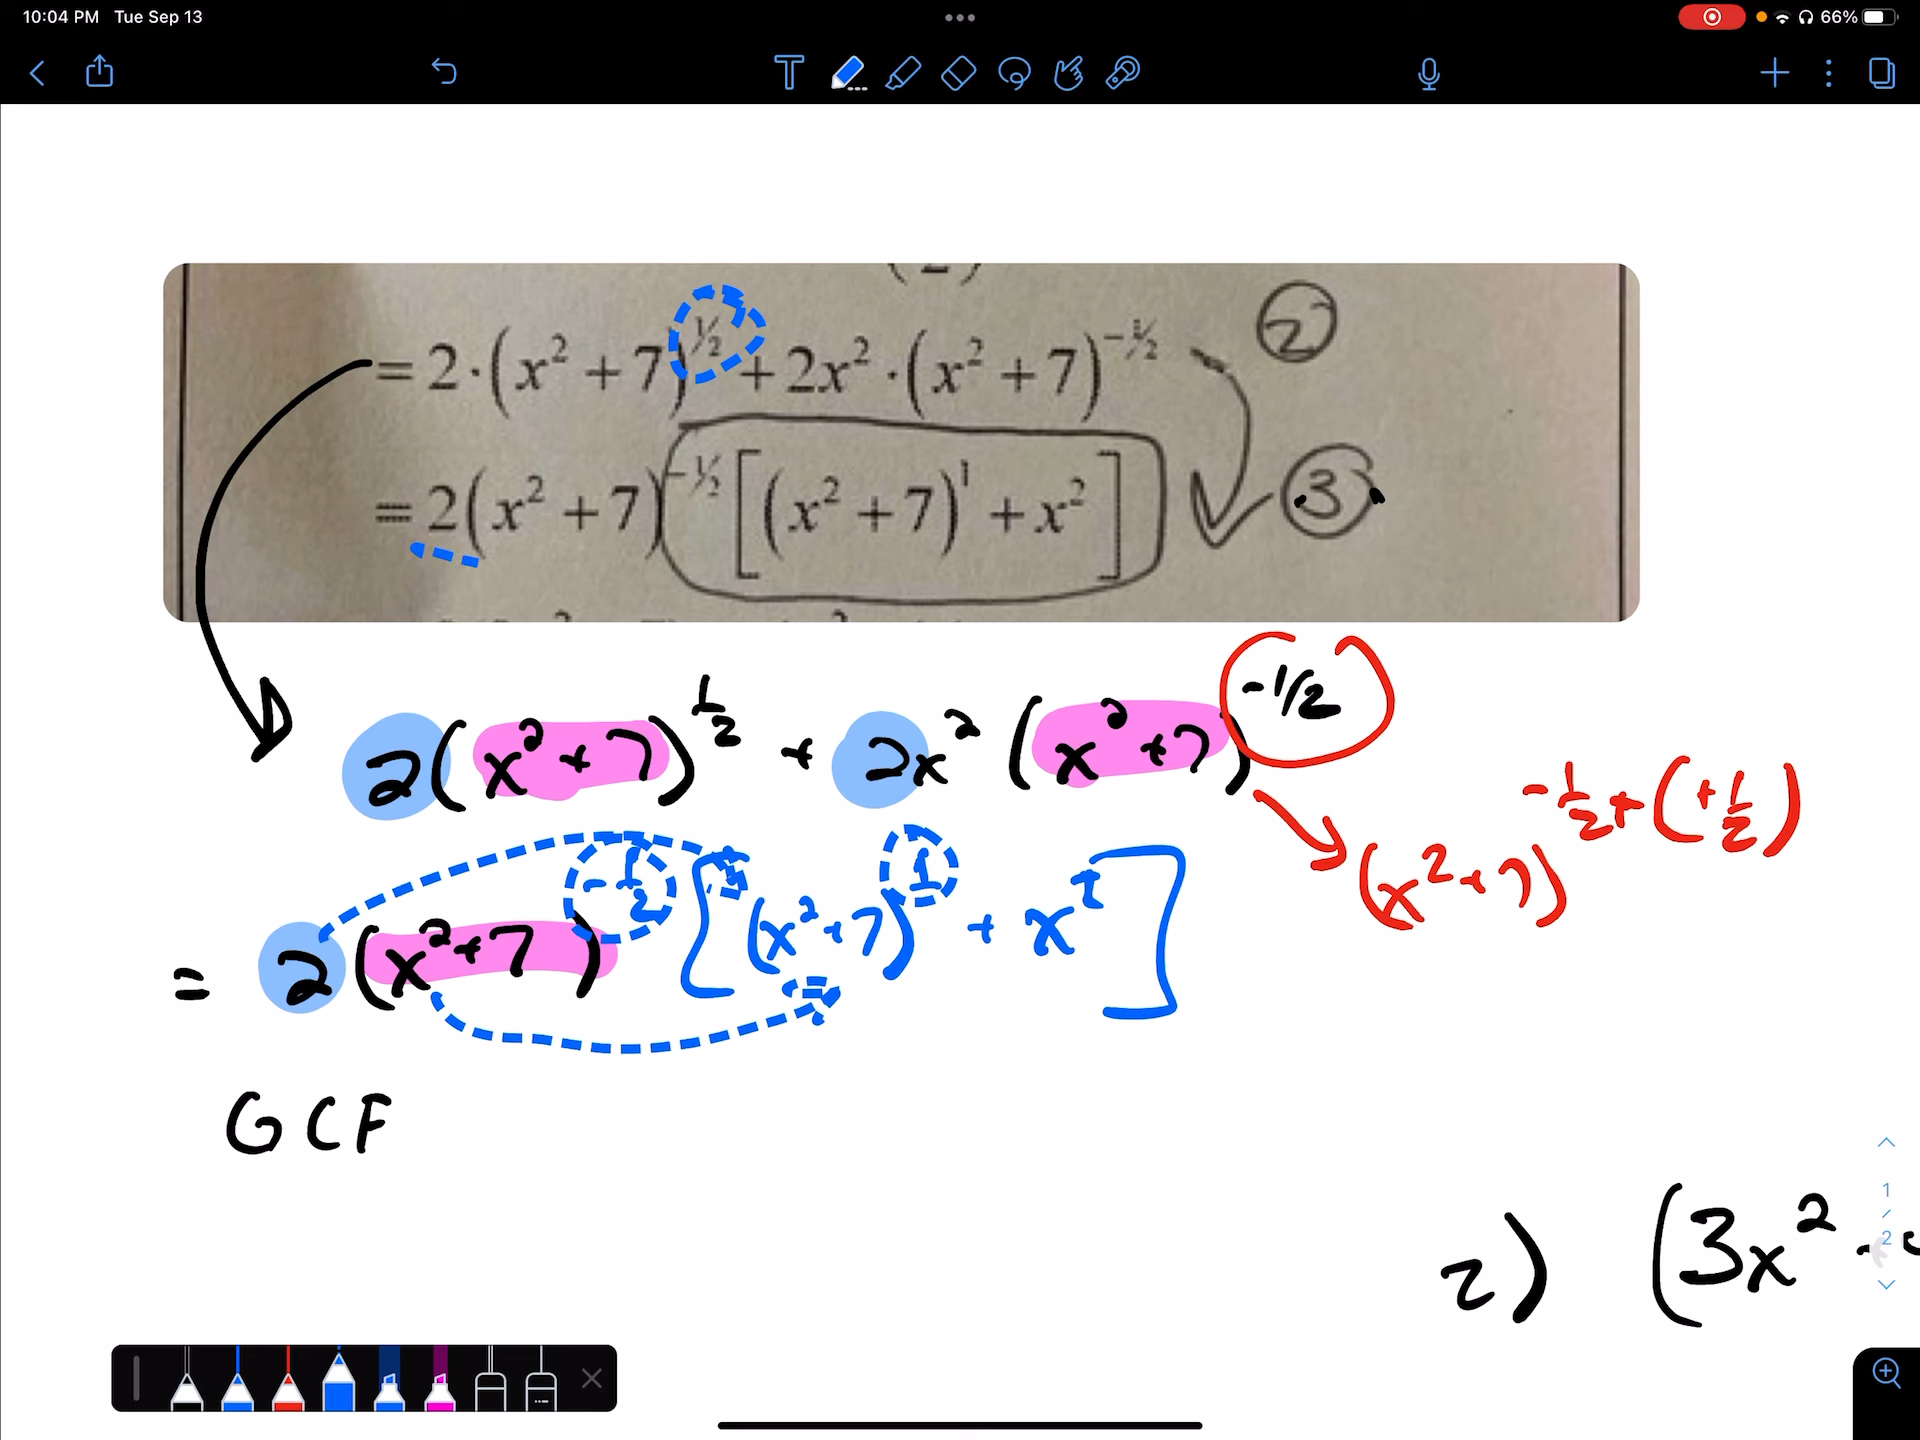 10:04 PM Tue Sep 13
66%
= 2·(x² + 7)^½ + 2x²·(x² + 7)^-½ ②
= 2(x² + 7)^-½ [(x² + 7)¹ + x²] ③
2(x² + 7)^½ + 2x² (x² + 7)^-1/2
(x² + 7)^-½ + (+½)
= 2(x² + 7)^-½ [(x² + 7)¹ + x²]
GCF
2) (3x²
1
/
2